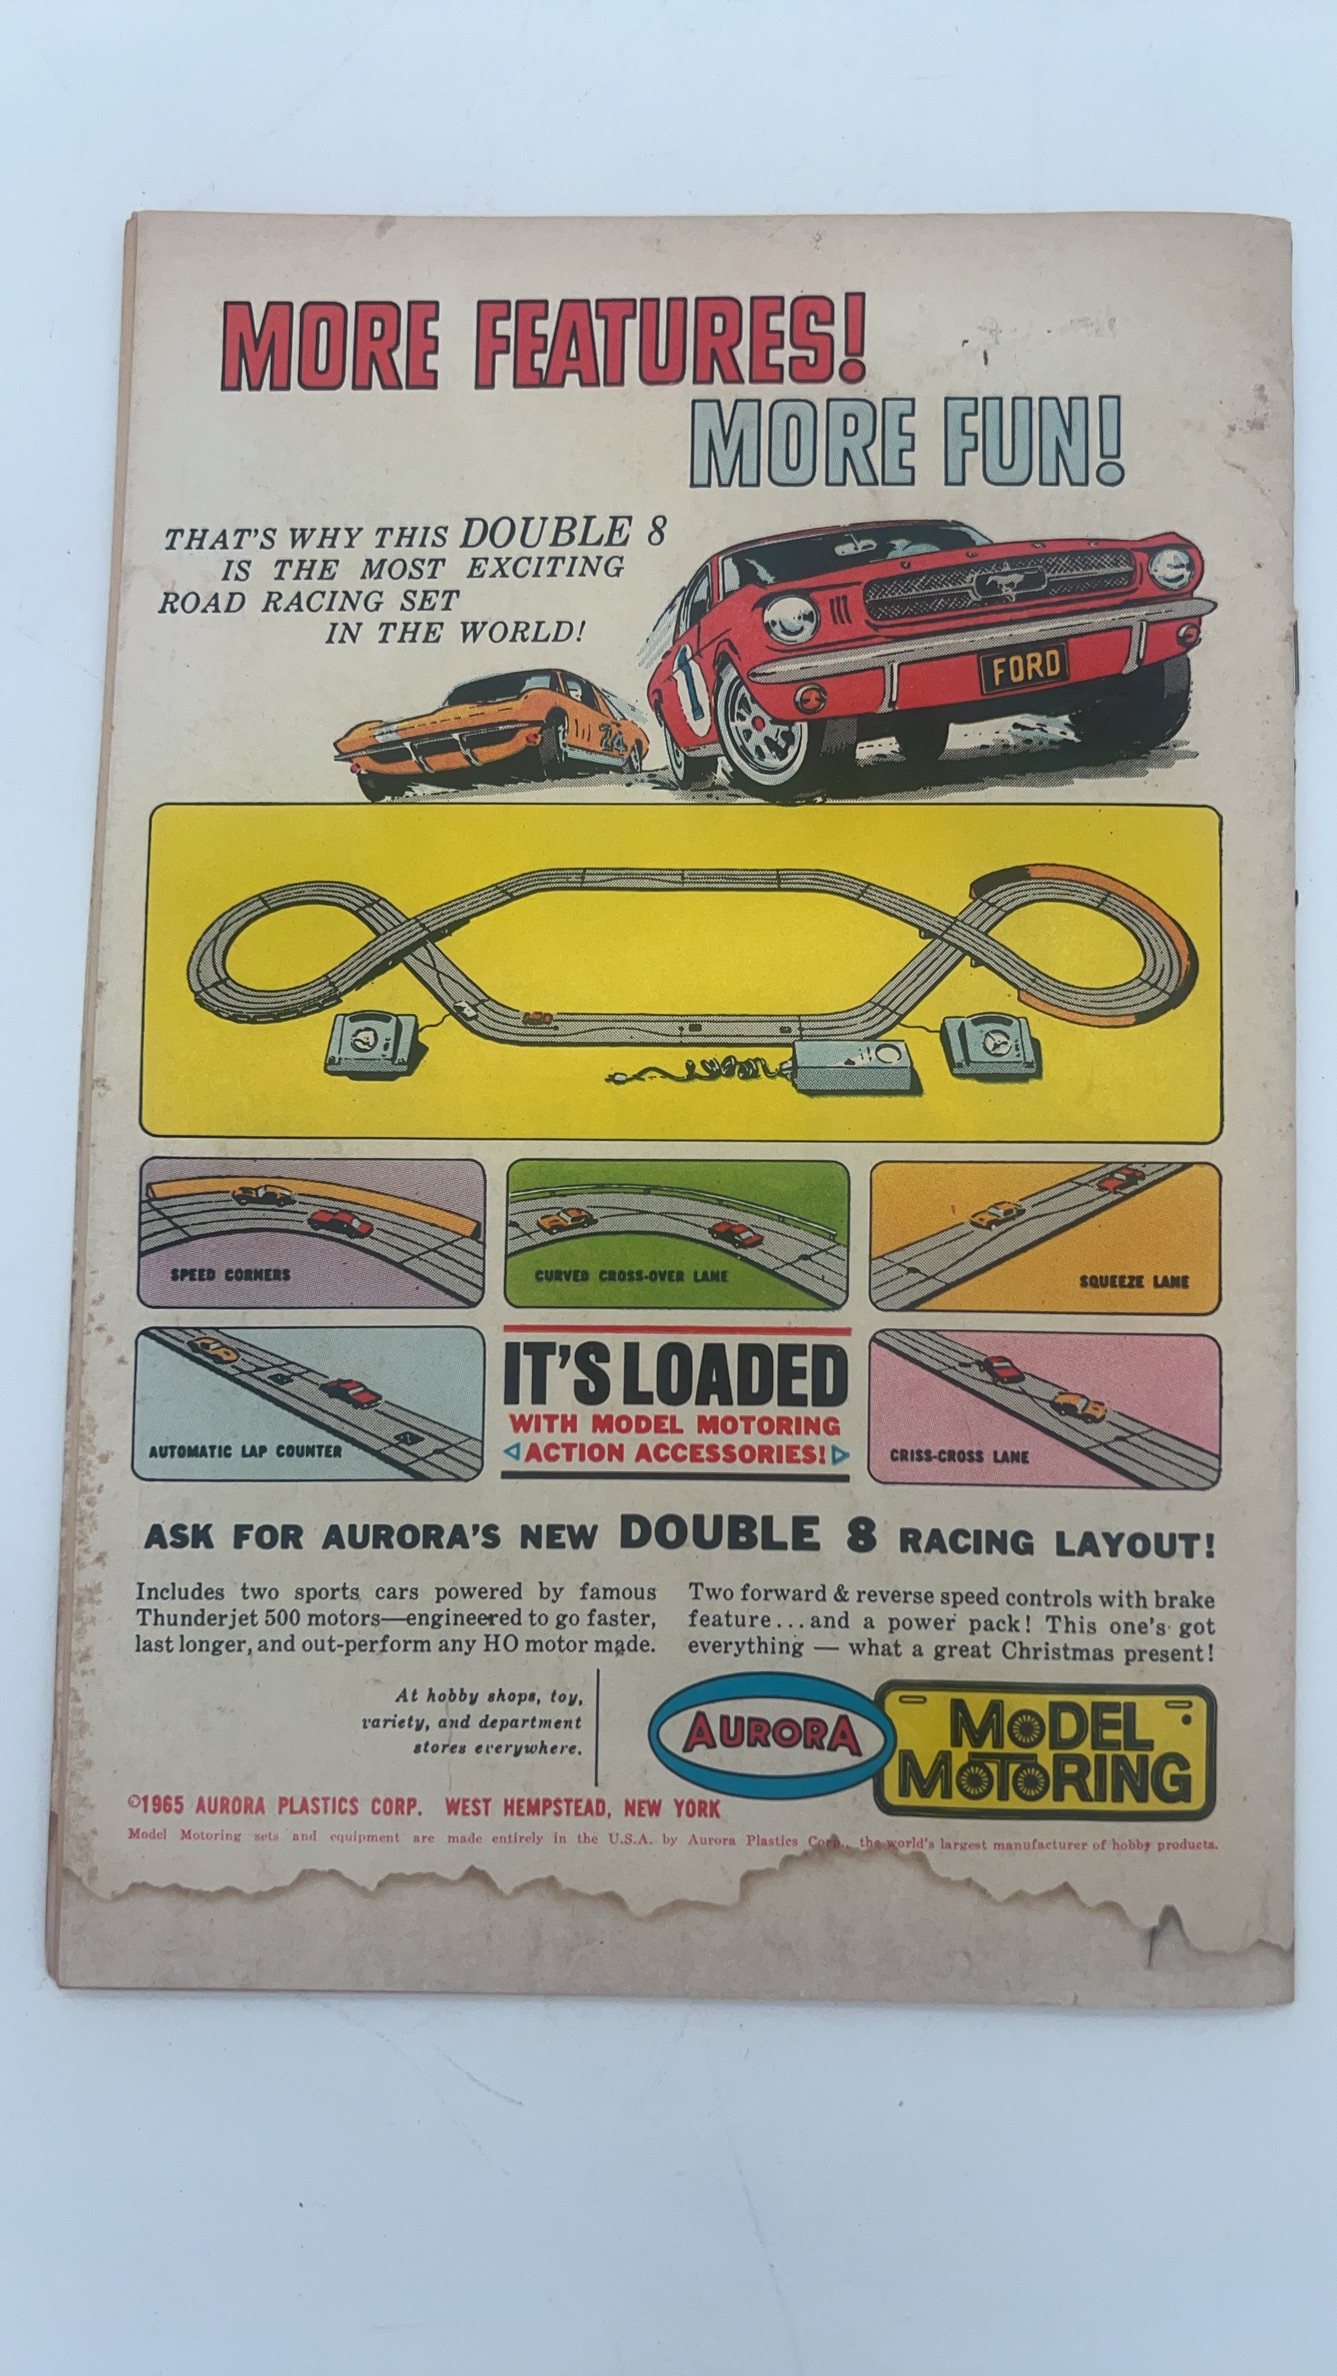 MORE FEATURES!
MORE FUN!
THAT'S WHY THIS DOUBLE 8
IS THE MOST EXCITING
ROAD RACING SET
IN THE WORLD!
FORD
24
1
SPEED CORNERS
CURVED CROSS-OVER LANE
SQUEEZE LANE
AUTOMATIC LAP COUNTER
IT'S LOADED
WITH MODEL MOTORING
ACTION ACCESSORIES!
CRISS-CROSS LANE
ASK FOR AURORA'S NEW DOUBLE 8 RACING LAYOUT!
Includes two sports cars powered by famous
Thunderjet 500 motors—engineered to go faster,
last longer, and out-perform any HO motor made.
Two forward & reverse speed controls with brake
feature...and a power pack! This one's got
everything — what a great Christmas present!
At hobby shops, toy,
variety, and department
stores everywhere.
AURORA
MODEL
MOTORING
©1965 AURORA PLASTICS CORP. WEST HEMPSTEAD, NEW YORK
Model Motoring sets and equipment are made entirely in the U.S.A. by Aurora Plastics Corp., the world's largest manufacturer of hobby products.